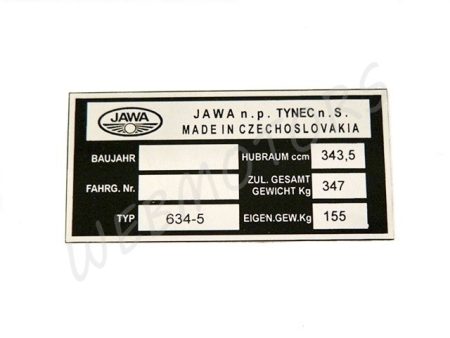 JAWA
JAWA n.p. TYNEC n.S.
MADE IN CZECHOSLOVAKIA
BAUJAHR
HUBRAUM ccm 343,5
FAHRG. Nr.
ZUL. GESAMT
GEWICHT Kg 347
TYP 634-5
EIGEN.GEW.Kg 155
WEBMOTORS